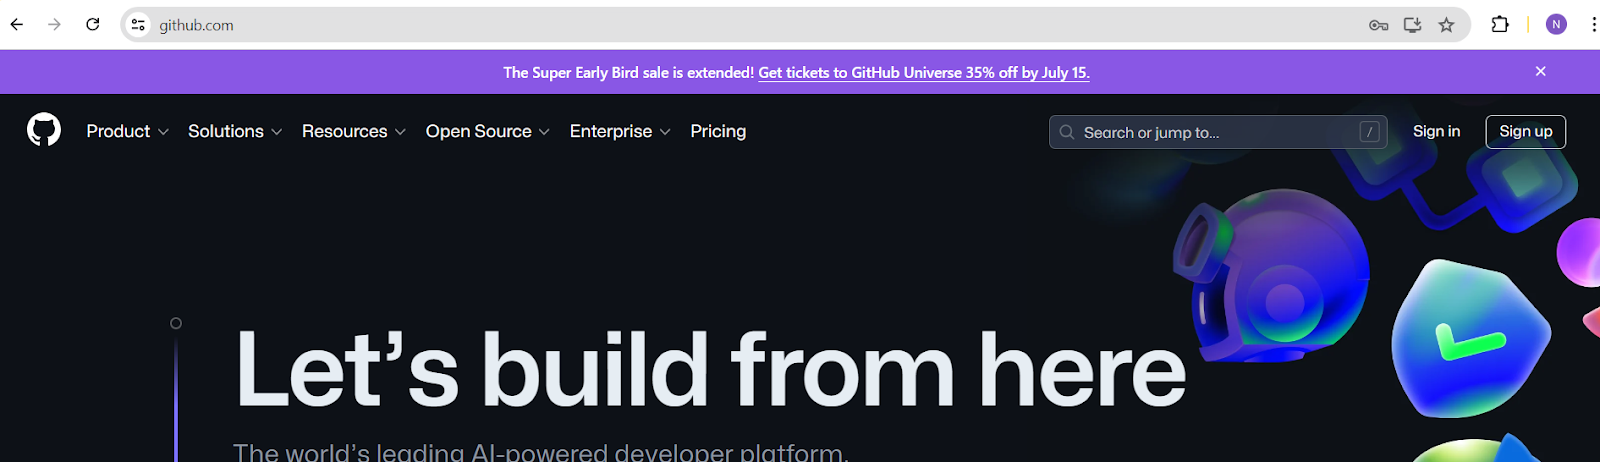 github.com
N
The Super Early Bird sale is extended! Get tickets to GitHub Universe 35% off by July 15.
Product Solutions Resources Open Source Enterprise Pricing Search or jump to... / Sign in Sign up
Let’s build from here
The world’s leading AI-powered developer platform.